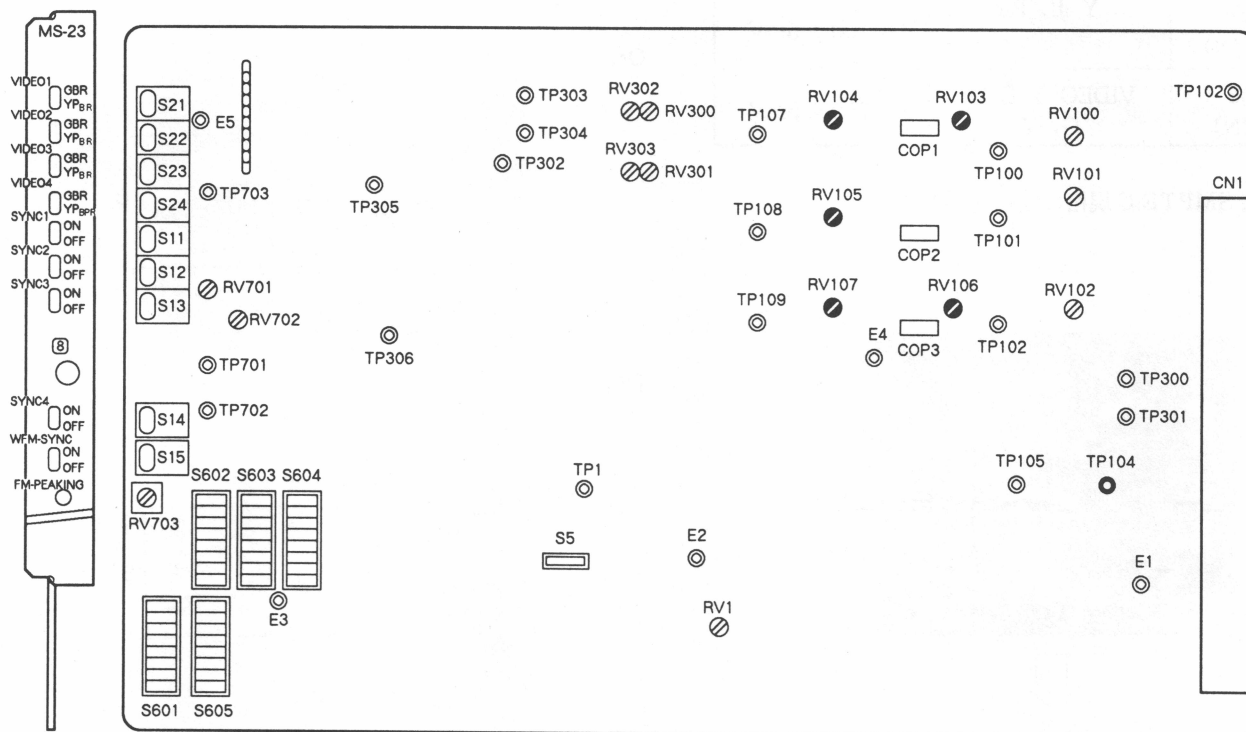 MS-23
VIDEO1
GBR
YPBR
VIDEO2
GBR
YPBR
VIDEO3
GBR
YPBR
VIDEO4
GBR
YPBPR
SYNC1
ON
OFF
SYNC2
ON
OFF
SYNC3
ON
OFF
8
SYNC4
ON
OFF
WFM-SYNC
ON
OFF
FM-PEAKING
S21
S22
S23
S24
S11
S12
S13
S14
S15
E5
TP703
RV701
RV702
TP701
TP702
RV703
S602 S603 S604
E3
S601 S605
TP305
TP306
TP303
TP304
TP302
RV302
RV300
RV303
RV301
TP107
TP108
TP109
RV104
RV105
RV107
RV103
COP1
COP2
RV106
COP3
E4
TP100
TP101
TP102
RV100
RV101
RV102
TP102
CN1
TP300
TP301
TP105
TP104
TP1
S5
E2
RV1
E1
VIDEO